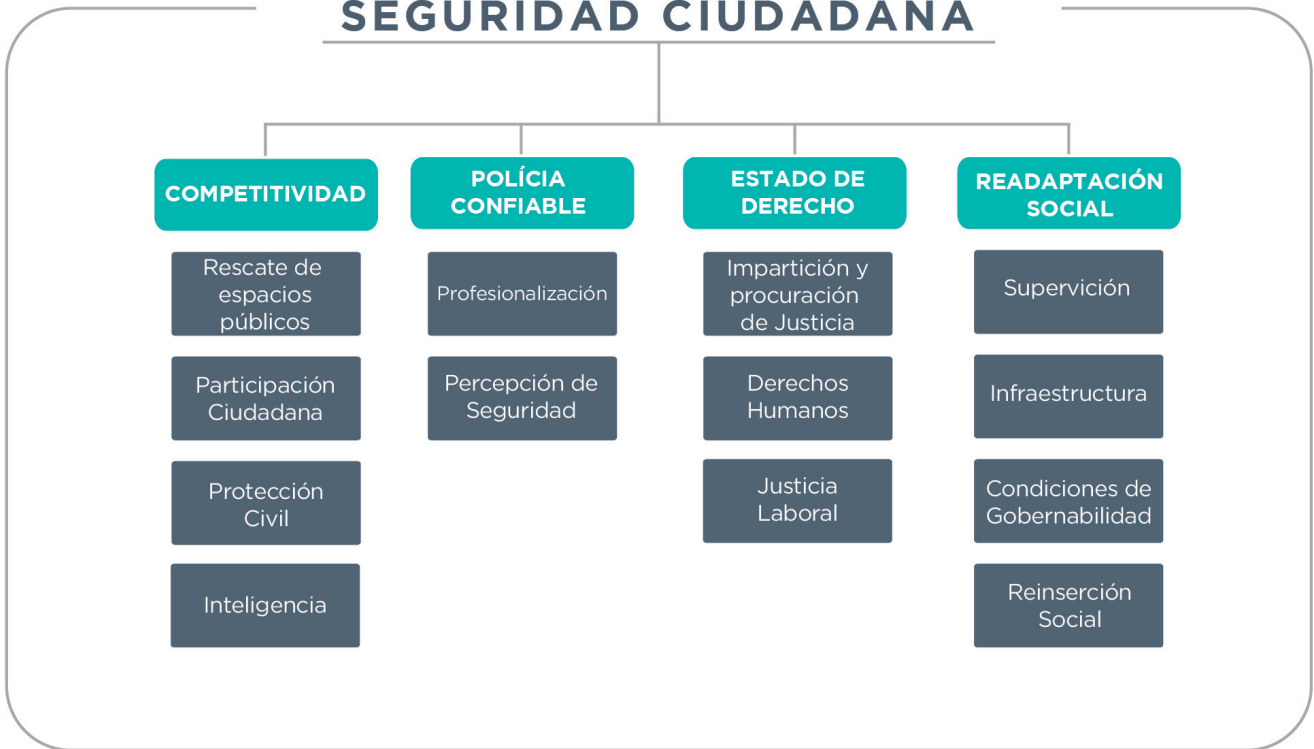 SEGURIDAD CIUDADANA
COMPETITIVIDAD
Rescate de
espacios
públicos
Participación
Ciudadana
Protección
Civil
Inteligencia
POLÍCIA
CONFIABLE
Profesionalización
Percepción de
Seguridad
ESTADO DE
DERECHO
Impartición y
procuración
de Justicia
Derechos
Humanos
Justicia
Laboral
READAPTACIÓN
SOCIAL
Supervición
Infraestructura
Condiciones de
Gobernabilidad
Reinserción
Social